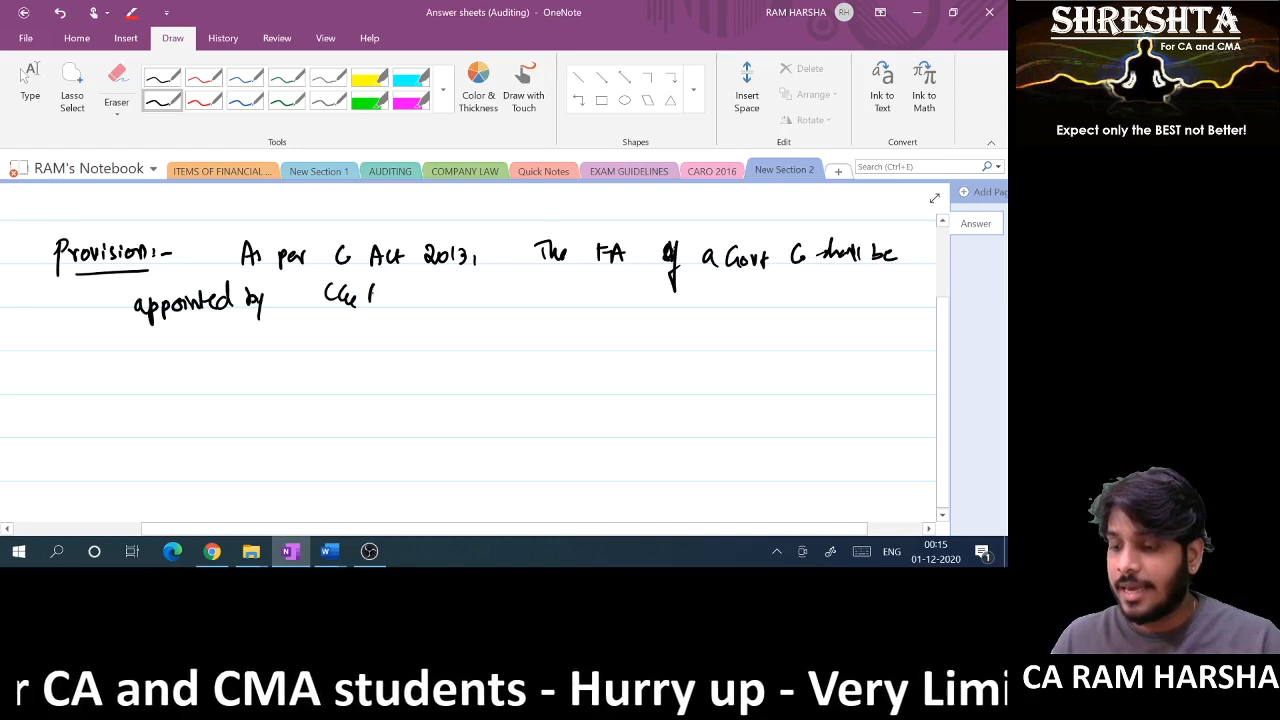 Answer sheets (Auditing) - OneNote
RAM HARSHA RH
File Home Insert Draw History Review View Help
Type
Lasso Select
Eraser
Color & Thickness
Draw with Touch
Insert Space
Delete
Arrange
Rotate
Ink to Text
Ink to Math
Tools Shapes Edit Convert
RAM's Notebook ITEMS OF FINANCIAL ... New Section 1 AUDITING COMPANY LAW Quick Notes EXAM GUIDELINES CARO 2016 New Section 2 + Search (Ctrl+E)
Add Pag
Answer
Provision:- As per C Act 2013, The FA of a Govt Co shall be
appointed by
ENG 00:15
01-12-2020
1
SHRESHTA
For CA and CMA
Expect only the BEST not Better!
r CA and CMA students - Hurry up - Very Limi
CA RAM HARSHA